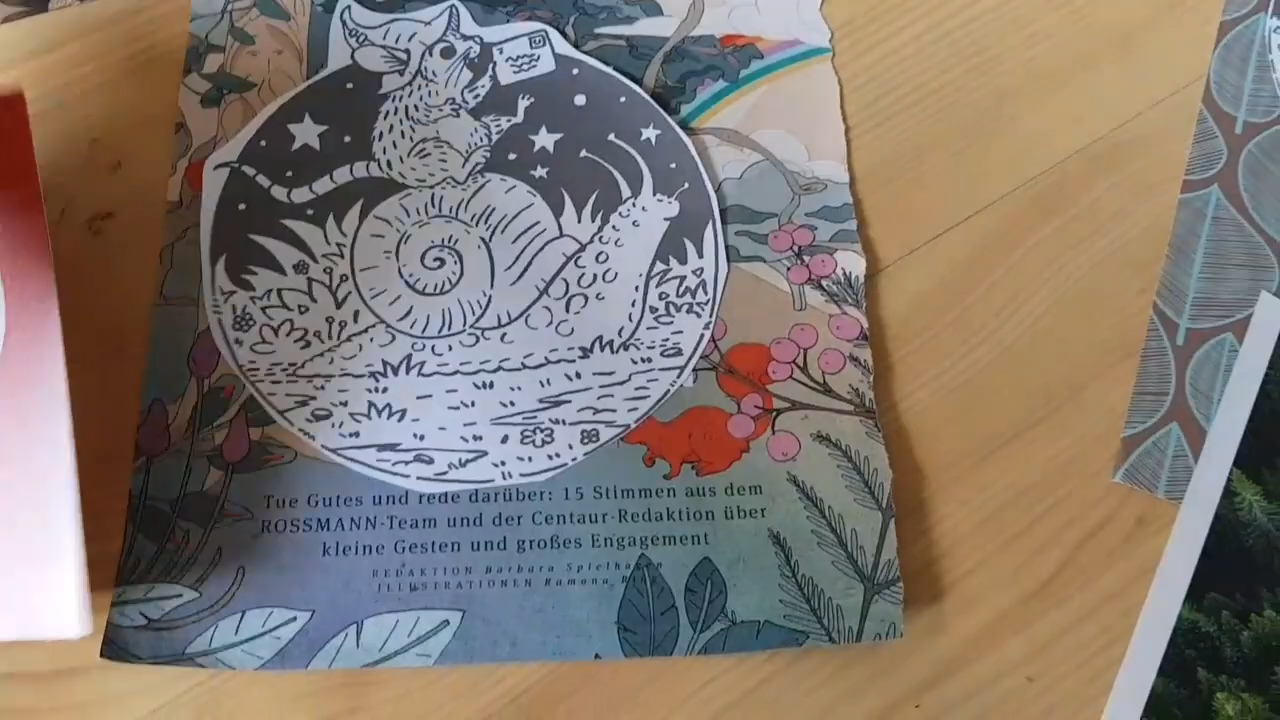 Tue Gutes und rede darüber: 15 Stimmen aus dem
ROSSMANN-Team und der Centaur-Redaktion über
kleine Gesten und großes Engagement
REDAKTION Barbara
ILLUSTRATIONEN Ramona